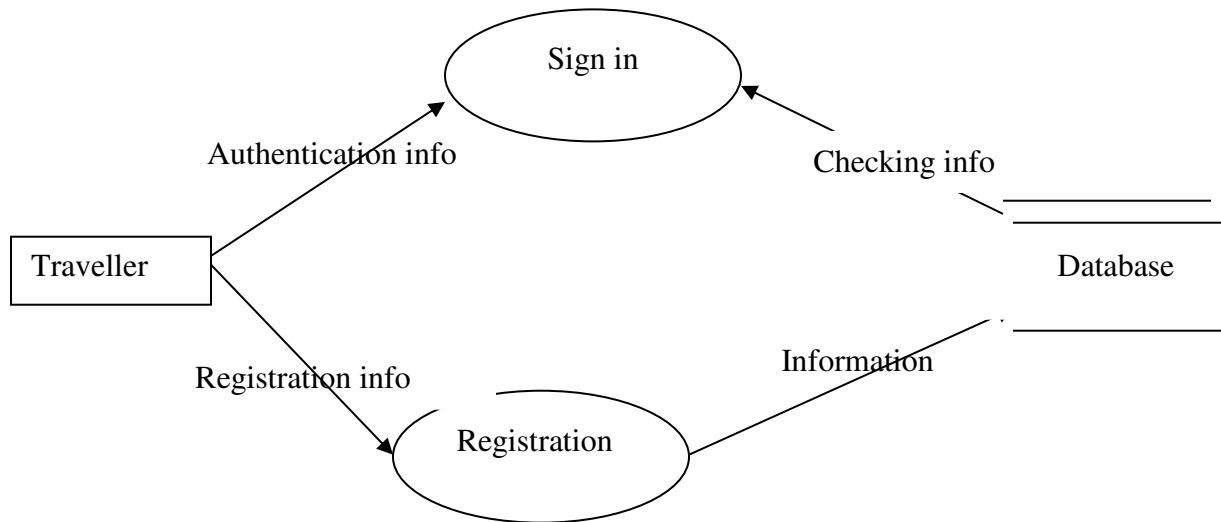 Sign in
Authentication info
Checking info
Traveller
Database
Information
Registration info
Registration